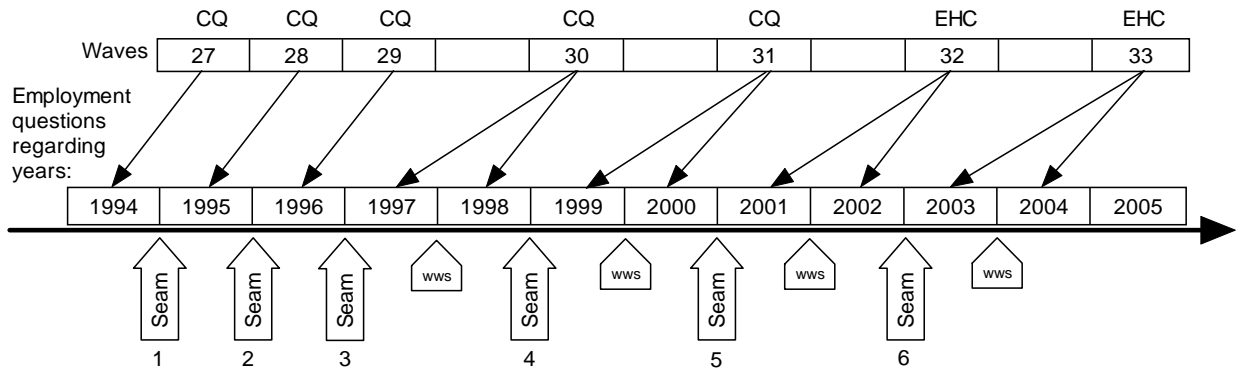 CQ CQ CQ CQ CQ EHC EHC
Waves 27 28 29 30 31 32 33
Employment
questions
regarding
years:
1994 1995 1996 1997 1998 1999 2000 2001 2002 2003 2004 2005
wws wws wws wws
Seam Seam Seam Seam Seam Seam
1 2 3 4 5 6